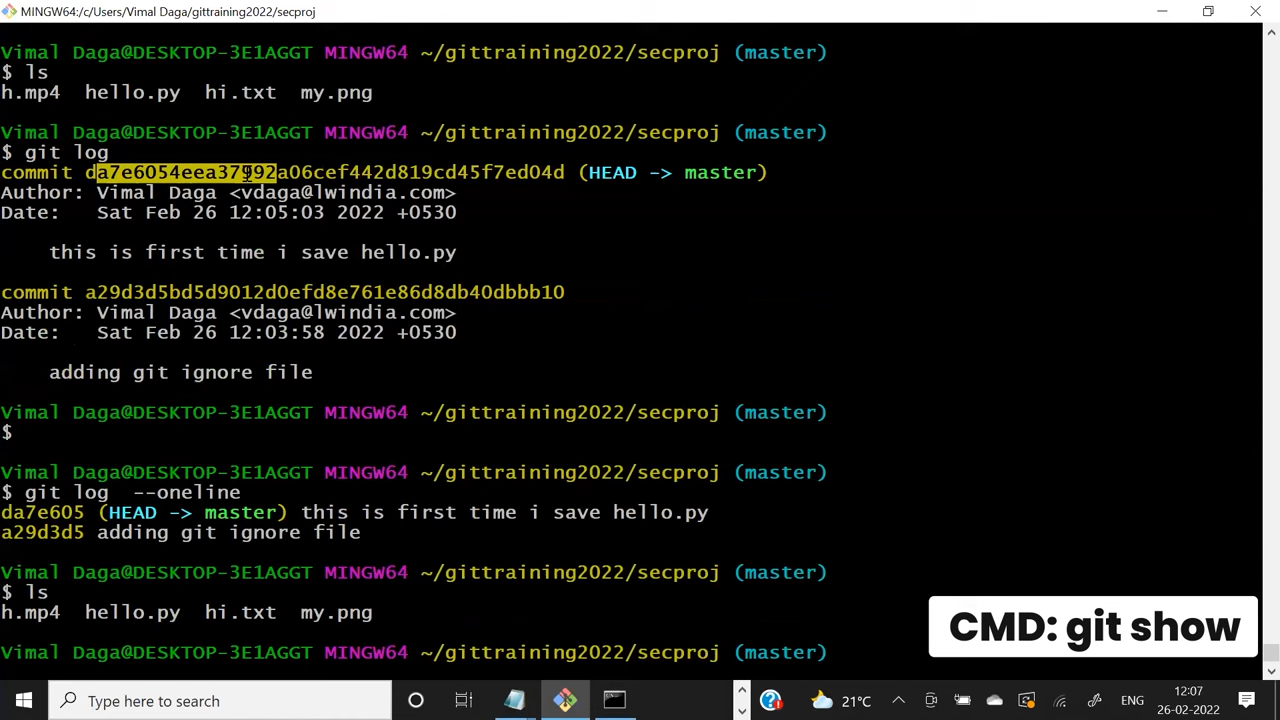 MINGW64:/c/Users/Vimal Daga/gittraining2022/secproj
Vimal Daga@DESKTOP-3E1AGGT MINGW64 ~/gittraining2022/secproj (master)
$ ls
h.mp4  hello.py  hi.txt  my.png
Vimal Daga@DESKTOP-3E1AGGT MINGW64 ~/gittraining2022/secproj (master)
$ git log
commit da7e6054eea37992a06cef442d819cd45f7ed04d (HEAD -> master)
Author: Vimal Daga <vdaga@lwindia.com>
Date:   Sat Feb 26 12:05:03 2022 +0530
    this is first time i save hello.py
commit a29d3d5bd5d9012d0efd8e761e86d8db40dbbb10
Author: Vimal Daga <vdaga@lwindia.com>
Date:   Sat Feb 26 12:03:58 2022 +0530
    adding git ignore file
Vimal Daga@DESKTOP-3E1AGGT MINGW64 ~/gittraining2022/secproj (master)
$
Vimal Daga@DESKTOP-3E1AGGT MINGW64 ~/gittraining2022/secproj (master)
$ git log  --oneline
da7e605 (HEAD -> master) this is first time i save hello.py
a29d3d5 adding git ignore file
Vimal Daga@DESKTOP-3E1AGGT MINGW64 ~/gittraining2022/secproj (master)
$ ls
h.mp4  hello.py  hi.txt  my.png
CMD: git show
Vimal Daga@DESKTOP-3E1AGGT MINGW64 ~/gittraining2022/secproj (master)
Type here to search
21°C
ENG
12:07
26-02-2022